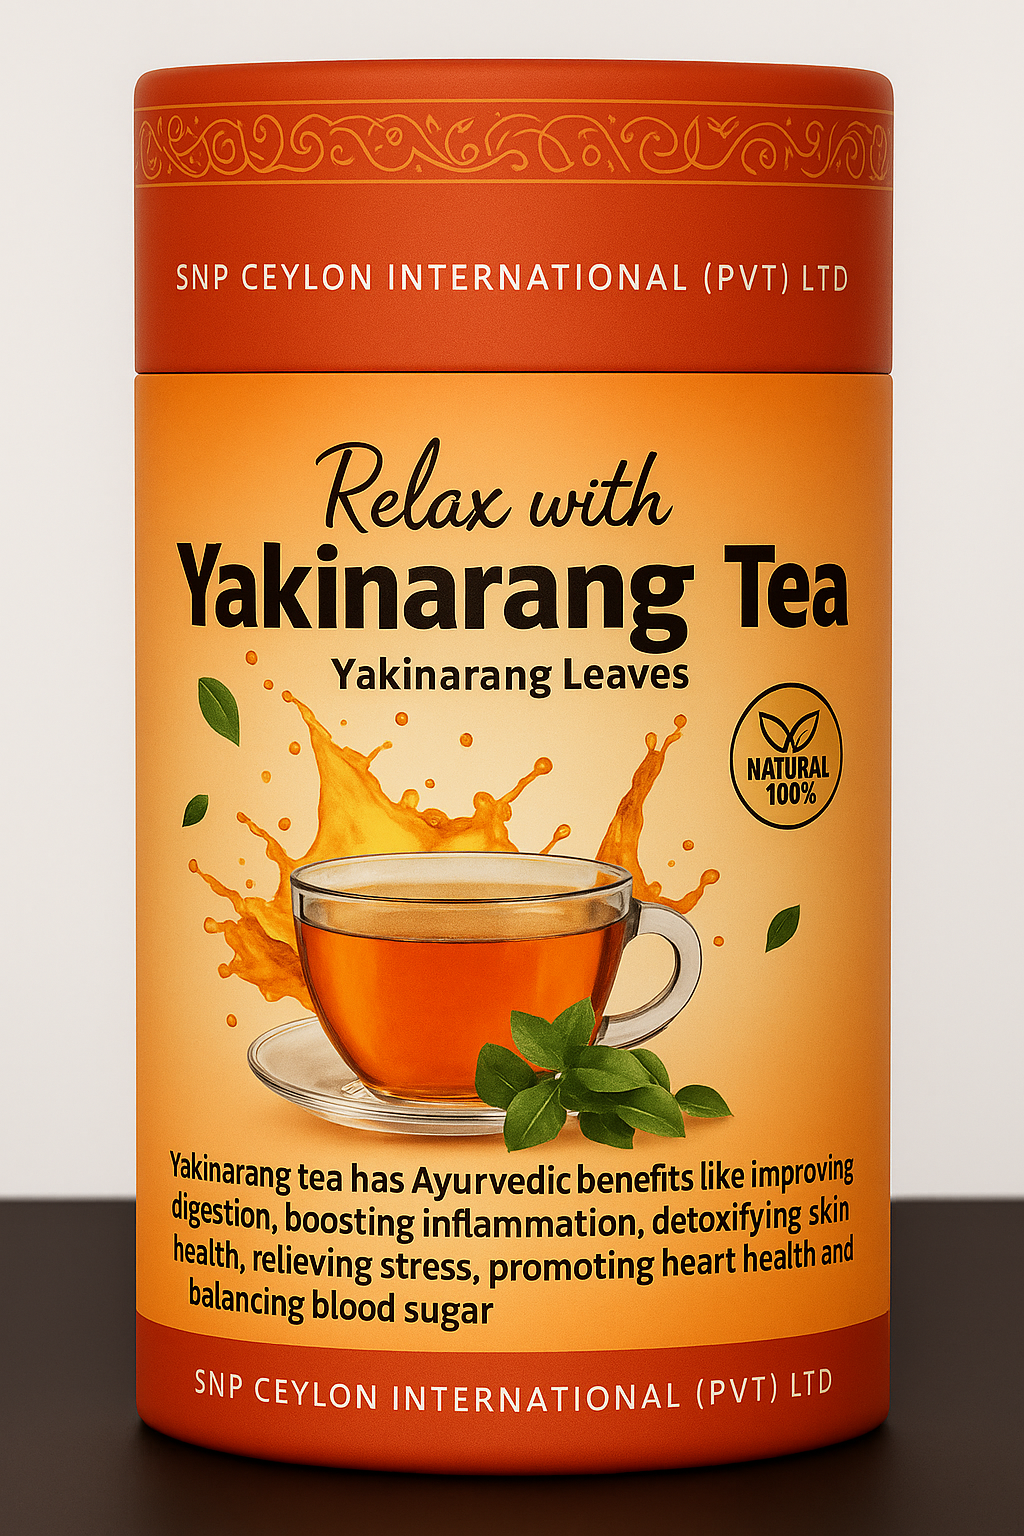 SNP CEYLON INTERNATIONAL (PVT) LTD
Relax with
Yakinarang Tea
Yakinarang Leaves
NATURAL
100%
Yakinarang tea has Ayurvedic benefits like improving
digestion, boosting inflammation, detoxifying skin
health, relieving stress, promoting heart health and
balancing blood sugar
SNP CEYLON INTERNATIONAL (PVT) LTD